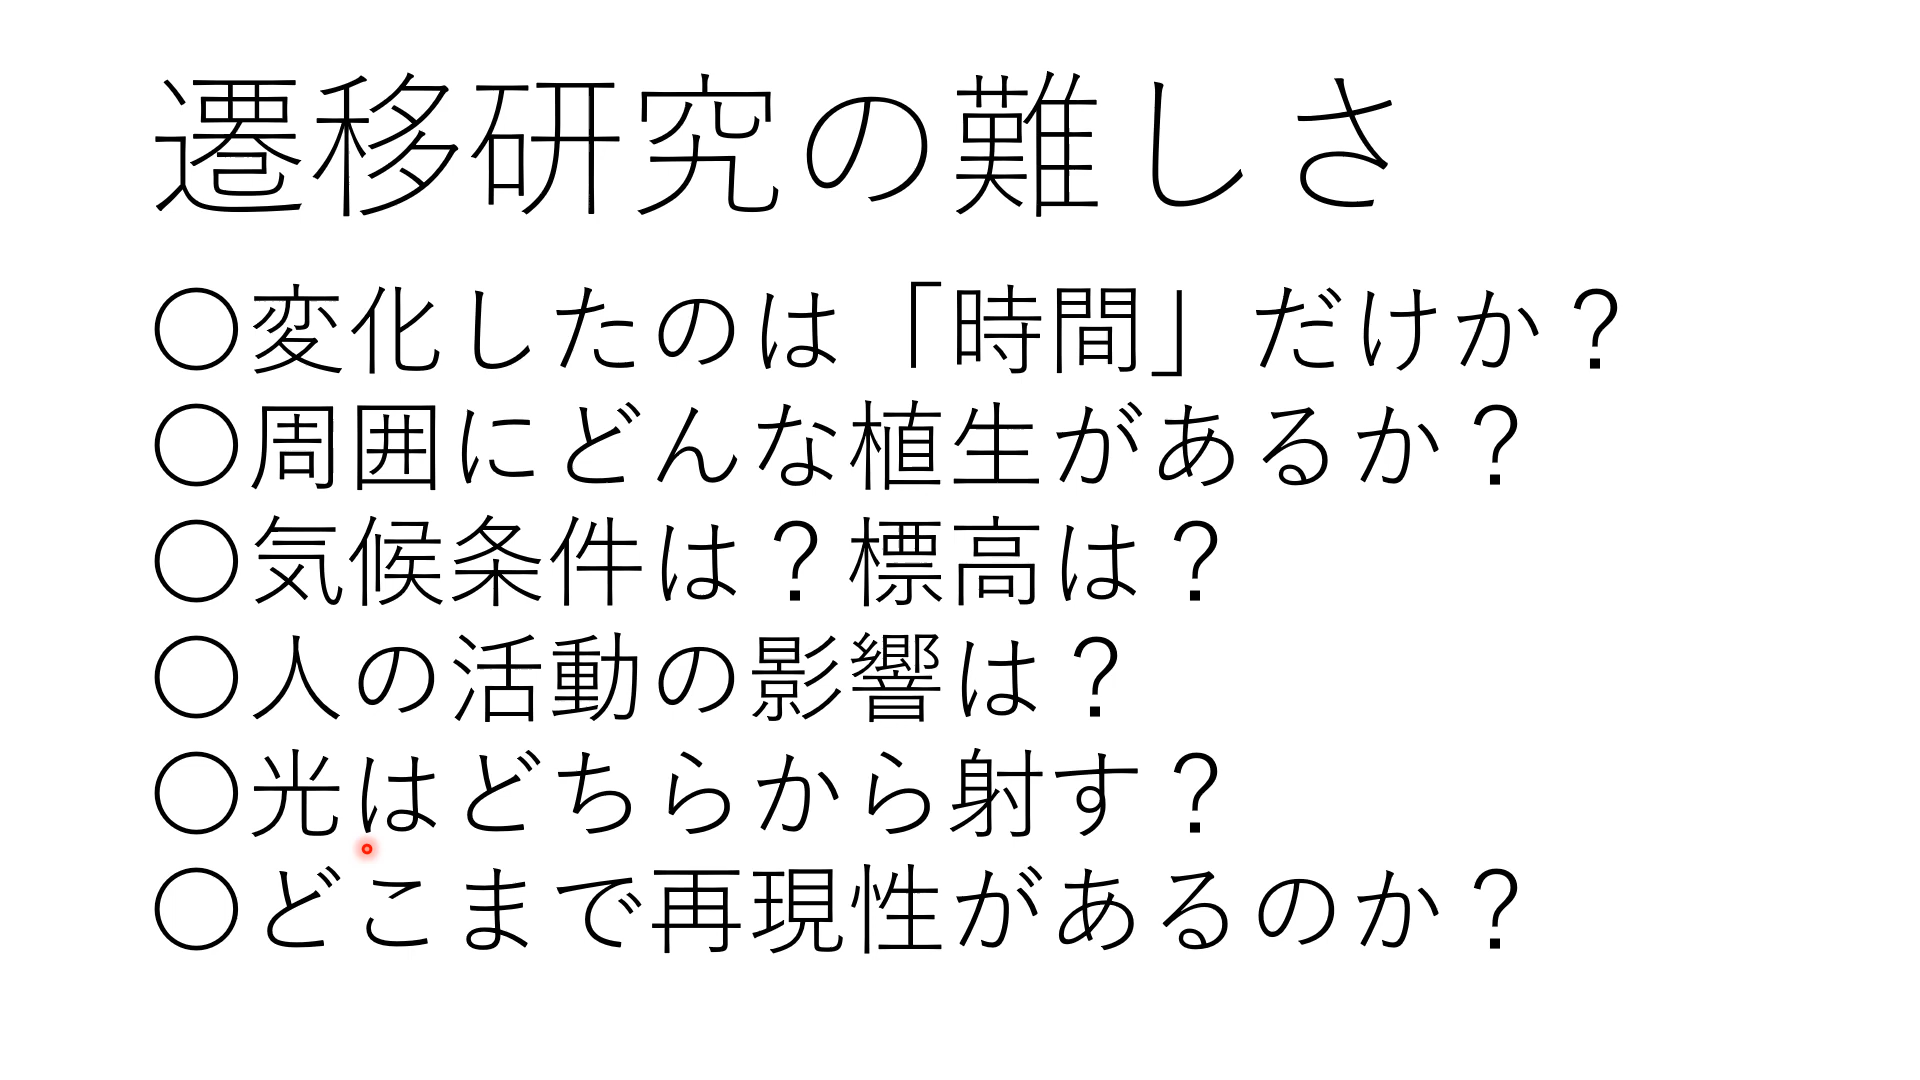 遷移研究の難しさ
○変化したのは「時間」だけか？
○周囲にどんな植生があるか？
○気候条件は？標高は？
○人の活動の影響は？
○光はどちらから射す？
○どこまで再現性があるのか？